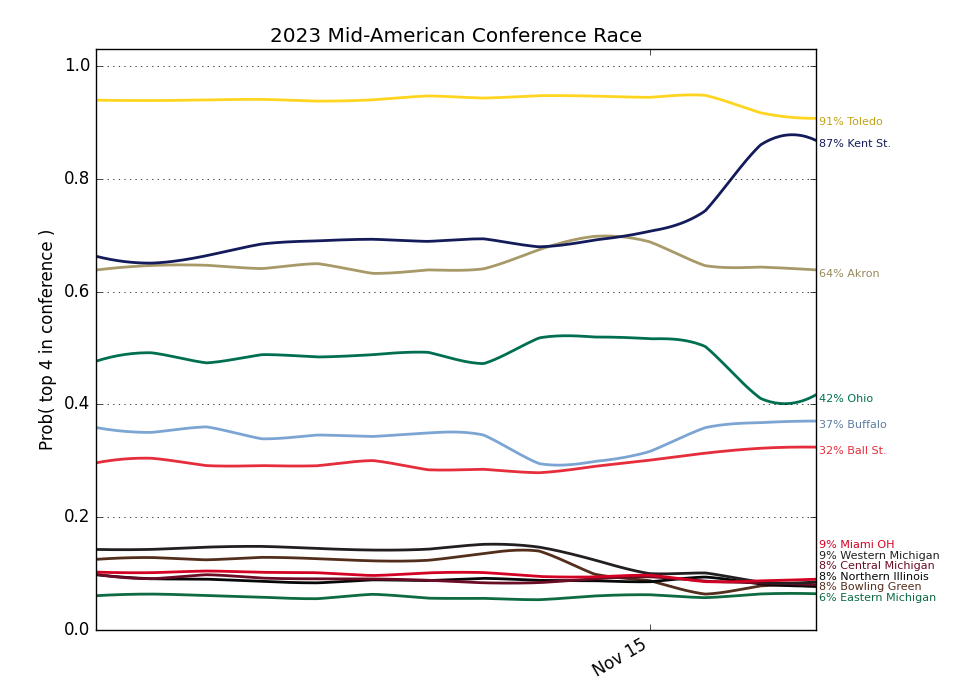 2023 Mid-American Conference Race
Prob( top 4 in conference )
1.0
0.8
0.6
0.4
0.2
0.0
Nov 15
91% Toledo
87% Kent St.
64% Akron
42% Ohio
37% Buffalo
32% Ball St.
9% Miami OH
9% Western Michigan
8% Central Michigan
8% Northern Illinois
8% Bowling Green
6% Eastern Michigan